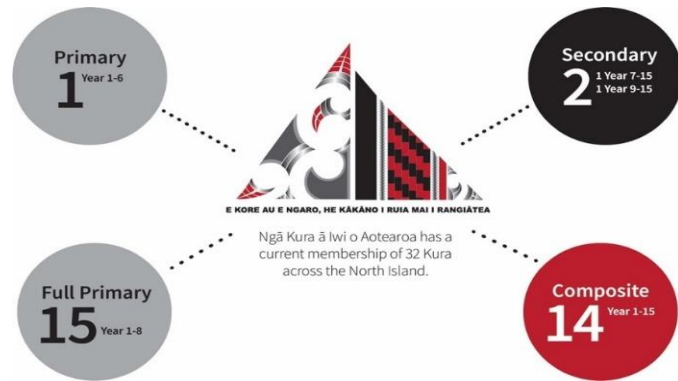 Primary
1 Year 1-6
Secondary
2 1 Year 7-15
1 Year 9-15
E KORE AU E NGARO, HE KĀKĀNO I RUIA MAI I RANGIĀTEA
Ngā Kura ā Iwi o Aotearoa has a
current membership of 32 Kura
across the North Island.
Full Primary
15 Year 1-8
Composite
14 Year 1-15